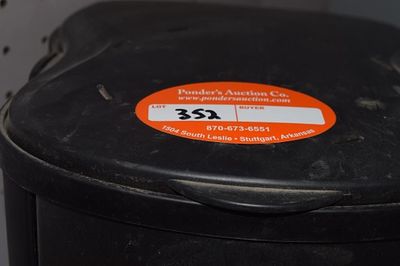 Ponder's Auction Co.
www.pondersauction.com
LOT 352 BUYER
870-673-6551
1504 South Leslie - Stuttgart, Arkansas